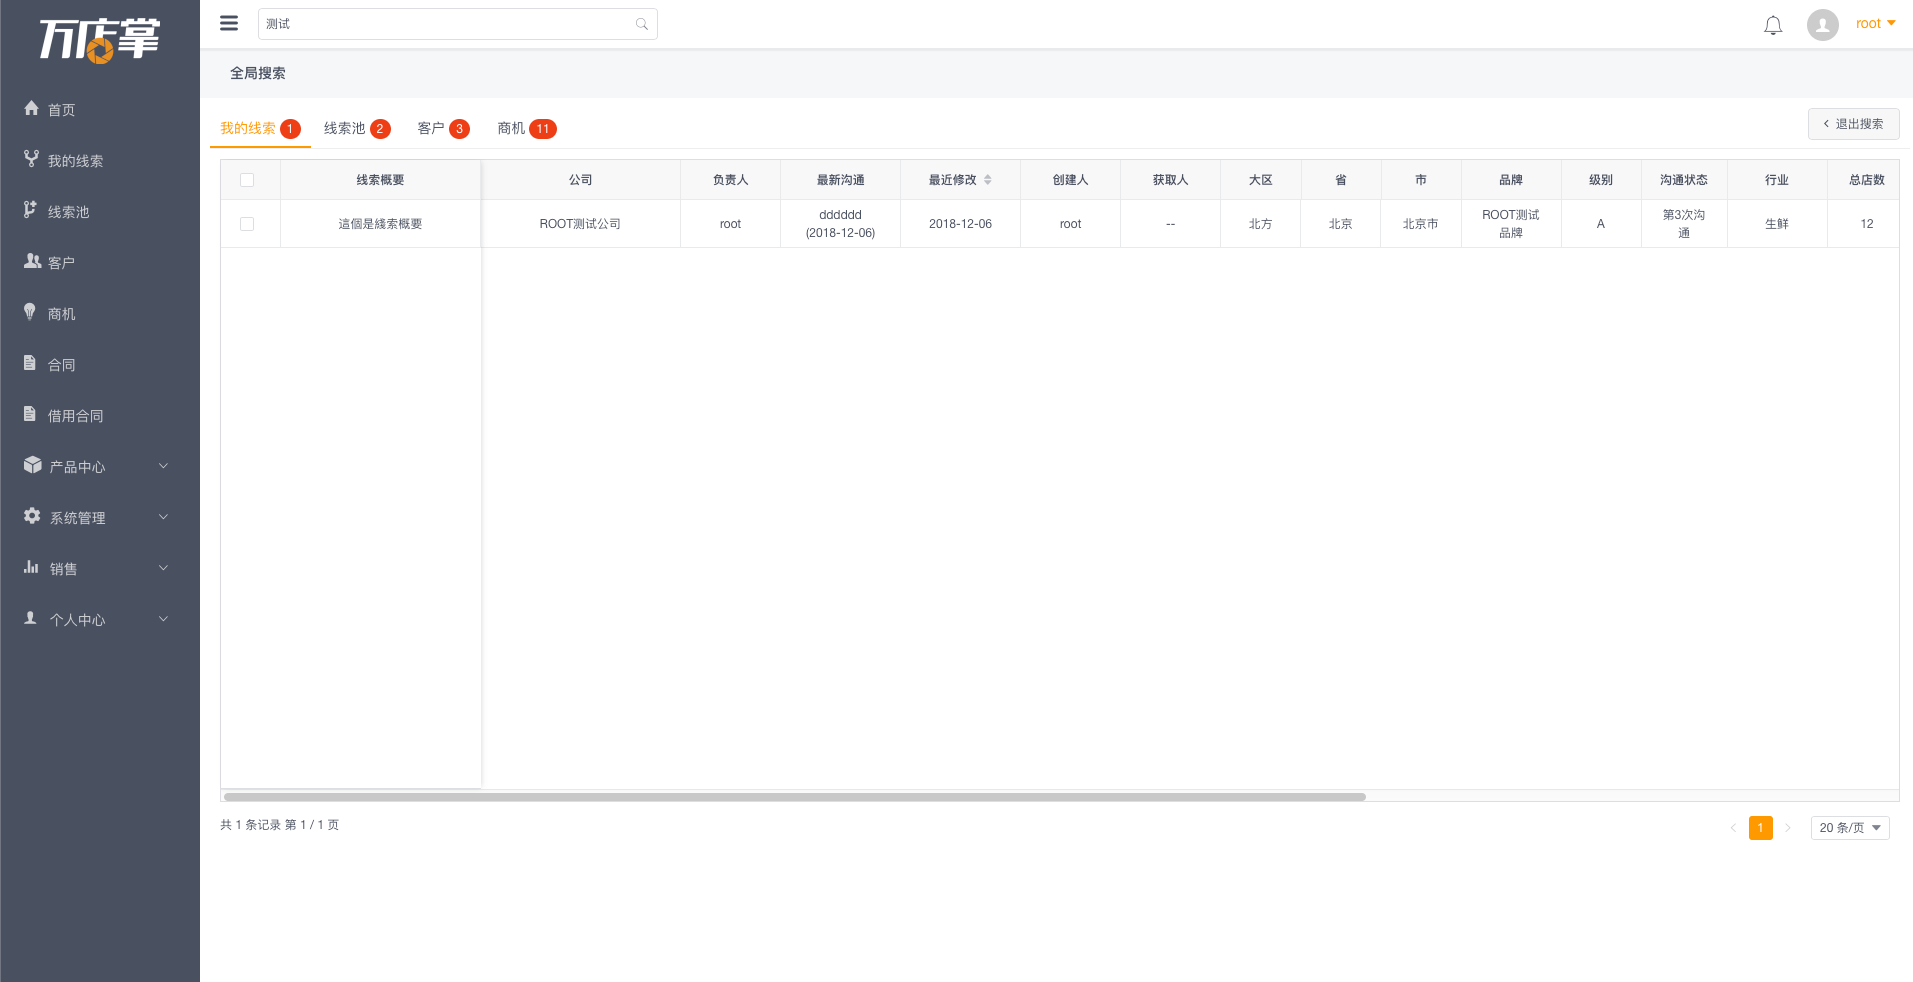 万店掌
测试
root
首页
我的线索
线索池
客户
商机
合同
借用合同
产品中心
系统管理
销售
个人中心
全局搜索
我的线索 1 线索池 2 客户 3 商机 11
退出搜索
线索概要 公司 负责人 最新沟通 最近修改 创建人 获取人 大区 省 市 品牌 级别 沟通状态 行业 总店数
這個是綫索概要 ROOT测试公司 root dddddd 2018-12-06 root -- 北方 北京 北京市 ROOT测试 A 第3次沟 生鲜 12
(2018-12-06) 品牌 通
共 1 条记录 第 1 / 1 页
1
20 条/页